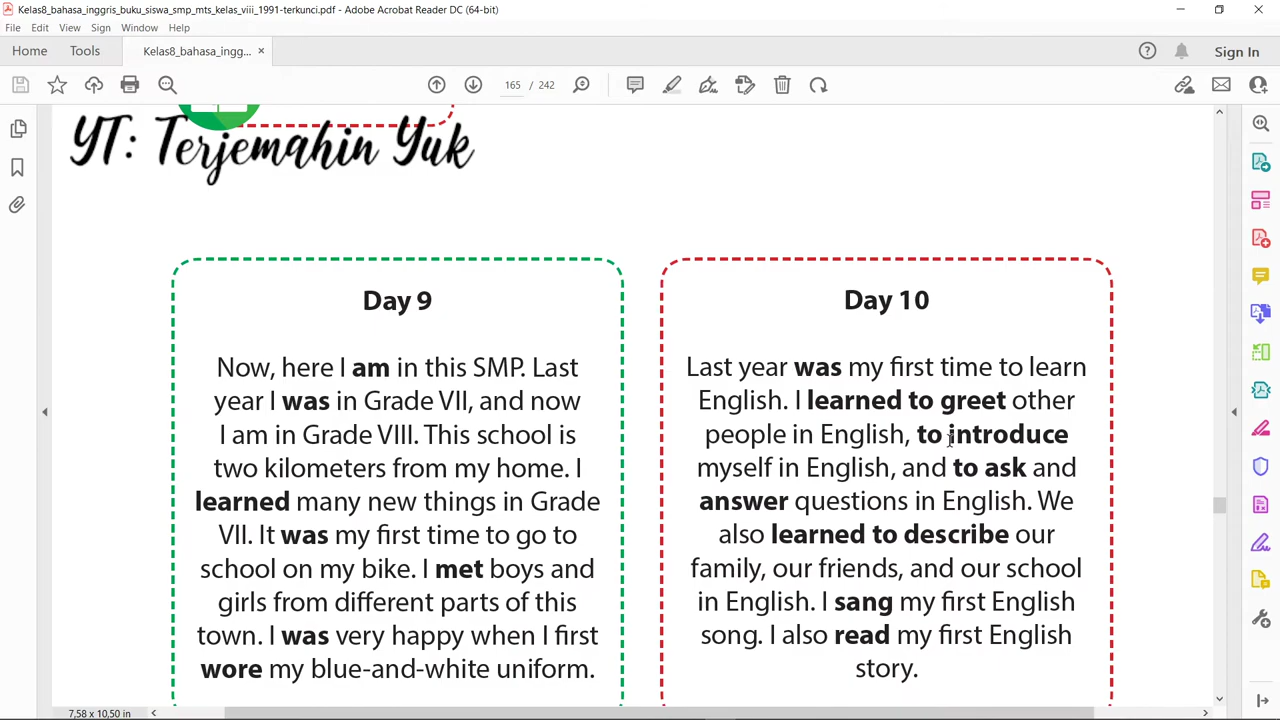 Kelas8_bahasa_inggris_buku_siswa_smp_mts_kelas_viii_1991-terkunci.pdf - Adobe Acrobat Reader DC (64-bit)
File Edit View Sign Window Help
Home Tools Kelas8_bahasa_ingg... ×
Sign In
165 / 242
YT: Terjemahin Yuk
Day 9
Now, here I am in this SMP. Last
year I was in Grade VII, and now
I am in Grade VIII. This school is
two kilometers from my home. I
learned many new things in Grade
VII. It was my first time to go to
school on my bike. I met boys and
girls from different parts of this
town. I was very happy when I first
wore my blue-and-white uniform.
Day 10
Last year was my first time to learn
English. I learned to greet other
people in English, to introduce
myself in English, and to ask and
answer questions in English. We
also learned to describe our
family, our friends, and our school
in English. I sang my first English
song. I also read my first English
story.
7,58 x 10,50 in